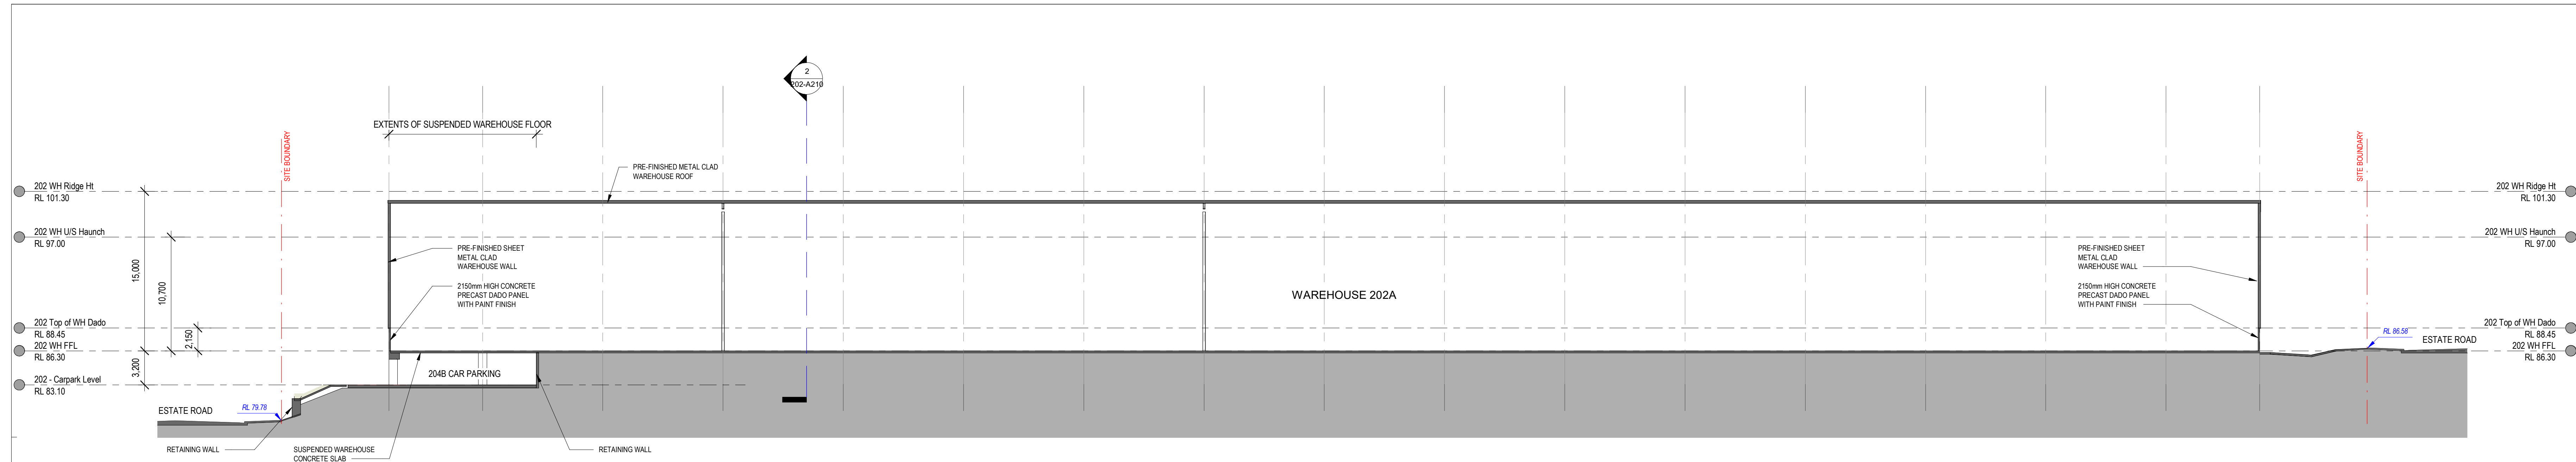 2
202-A210
SITE BOUNDARY
EXTENTS OF SUSPENDED WAREHOUSE FLOOR
SITE BOUNDARY
PRE-FINISHED METAL CLAD
WAREHOUSE ROOF
202 WH Ridge Ht
RL 101.30
202 WH Ridge Ht
RL 101.30
202 WH U/S Haunch
RL 97.00
202 WH U/S Haunch
RL 97.00
15,000
10,700
2,150
3,200
PRE-FINISHED SHEET
METAL CLAD
WAREHOUSE WALL
2150mm HIGH CONCRETE
PRECAST DADO PANEL
WITH PAINT FINISH
WAREHOUSE 202A
PRE-FINISHED SHEET
METAL CLAD
WAREHOUSE WALL
2150mm HIGH CONCRETE
PRECAST DADO PANEL
WITH PAINT FINISH
202 Top of WH Dado
RL 88.45
202 WH FFL
RL 86.30
202 - Carpark Level
RL 83.10
202 Top of WH Dado
RL 88.45
202 WH FFL
RL 86.30
RL 86.58
ESTATE ROAD
204B CAR PARKING
ESTATE ROAD
RL 79.78
RETAINING WALL
SUSPENDED WAREHOUSE
CONCRETE SLAB
RETAINING WALL